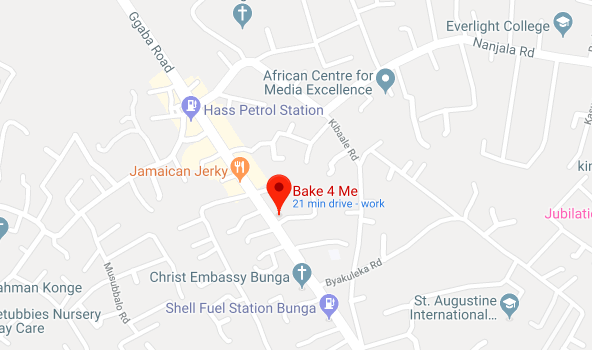 Everlight College
Ggaba Road
Nanjala Rd
African Centre for
Media Excellence
Hass Petrol Station
Kibaale Rd
Jamaican Jerky
Bake 4 Me
21 min drive - work
Jubilatio
Christ Embassy Bunga
Byakuleka Rd
Musubbalo Rd
ahman Konge
Shell Fuel Station Bunga
St. Augustine
International...
etubbies Nursery
ay Care